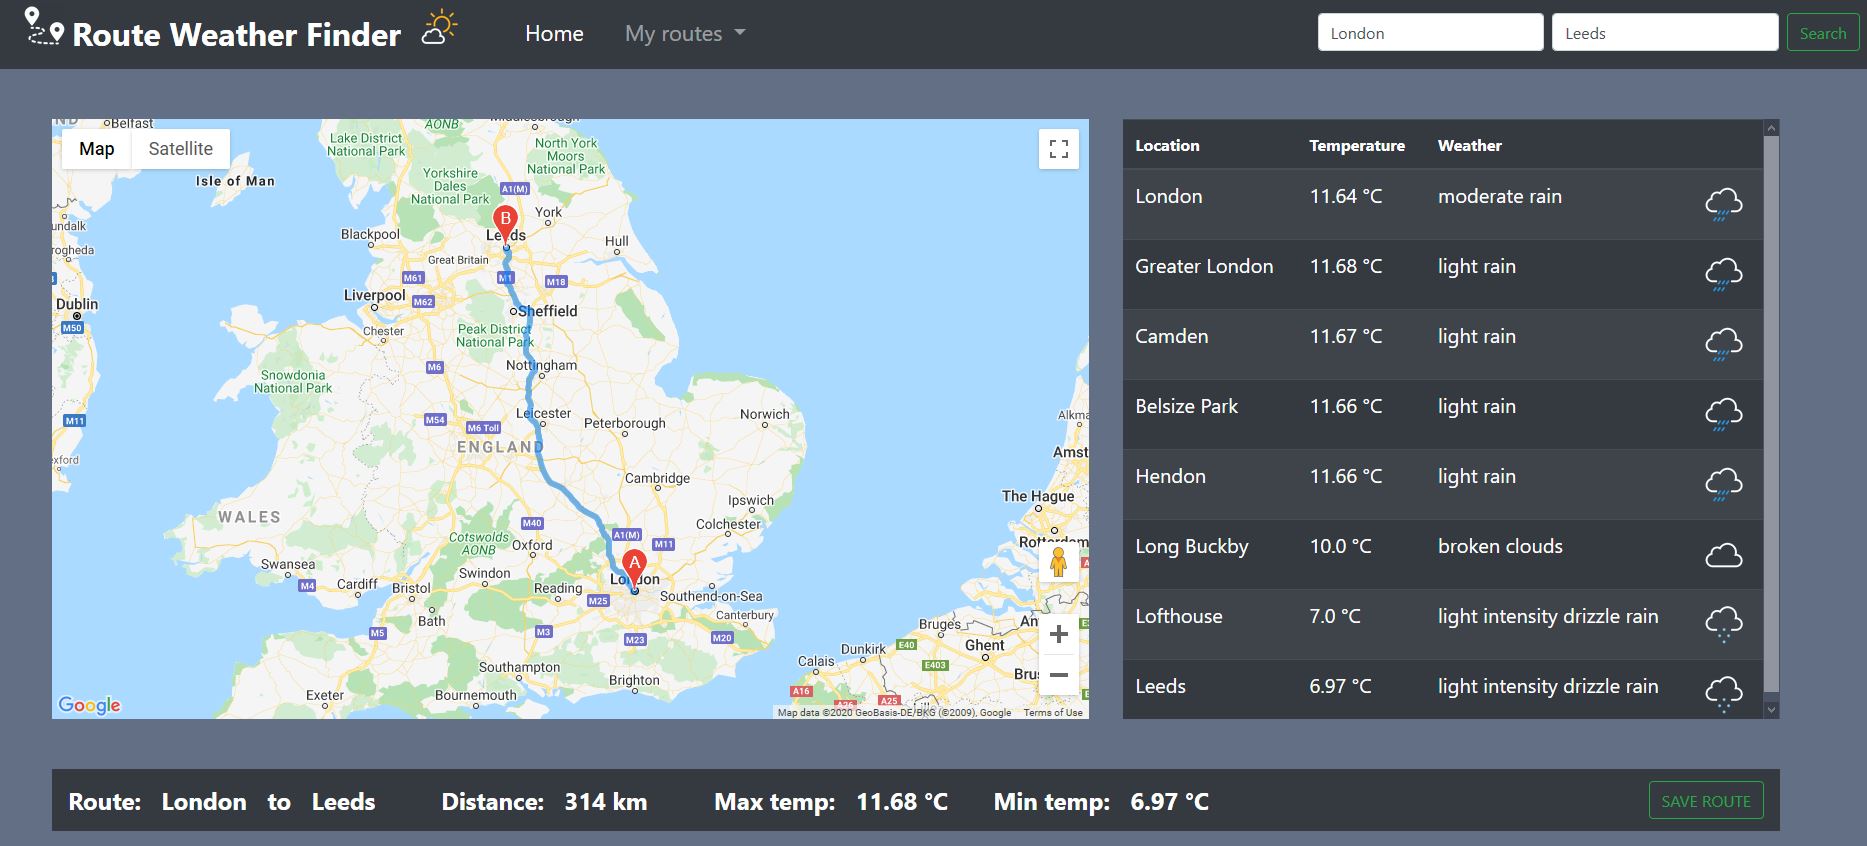 Route Weather Finder Home My routes London Leeds Search
Map Satellite
Belfast
AONB
Lake District
National Park
North York
Moors
National Park
Isle of Man
Yorkshire
Dales
National Park
A1(M)
York
B
Blackpool
Leeds
Hull
Great Britain
M61 M1 M18
Liverpool M62
Dublin
Sheffield
M50
Chester
Peak District
National Park
M6
Nottingham
Snowdonia
National Park
M11
M54
Leicester
Norwich
M6 Toll
Peterborough
ENGLAND
Cambridge
The Hague
Ipswich
WALES
M40
Colchester
Cotswolds
AONB
A1(M)
M11
Oxford
Rotterdam
A
Swansea
Swindon
London
M4
Cardiff
Bristol
Reading
M25
Southend-on-Sea
Canterbury
Bath
M5
M3
M23
M20
Bruges
E40
Ghent
Dunkirk
Calais
E403
Southampton
Brighton
A16
Exeter
Bournemouth
A25
Google
Map data ©2020 GeoBasis-DE/BKG (©2009), Google Terms of Use
Location Temperature Weather
London 11.64 °C moderate rain
Greater London 11.68 °C light rain
Camden 11.67 °C light rain
Belsize Park 11.66 °C light rain
Hendon 11.66 °C light rain
Long Buckby 10.0 °C broken clouds
Lofthouse 7.0 °C light intensity drizzle rain
Leeds 6.97 °C light intensity drizzle rain
Route: London to Leeds Distance: 314 km Max temp: 11.68 °C Min temp: 6.97 °C SAVE ROUTE